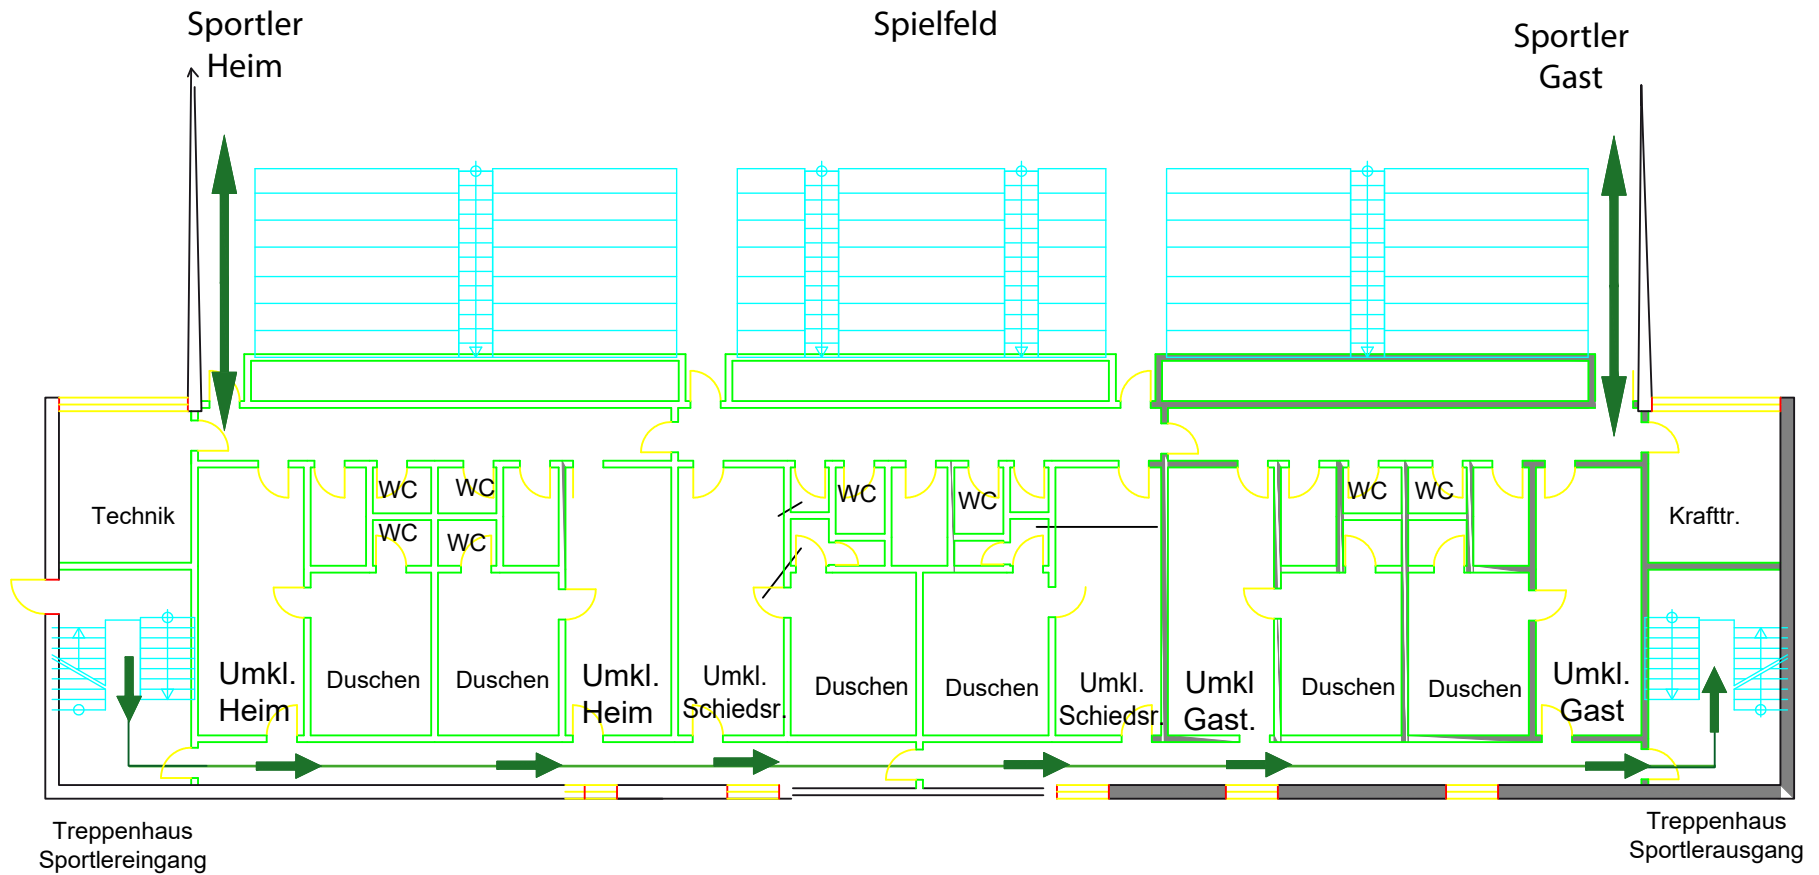 Sportler
Heim
Spielfeld
Sportler
Gast
WC
WC
WC
WC
WC
WC
WC
WC
Technik
Krafttr.
Umkl.
Heim
Duschen
Duschen
Umkl.
Heim
Umkl.
Schiedsr.
Duschen
Duschen
Umkl.
Schiedsr.
Umkl
Gast.
Duschen
Duschen
Umkl.
Gast
Treppenhaus
Sportlereingang
Treppenhaus
Sportlerausgang